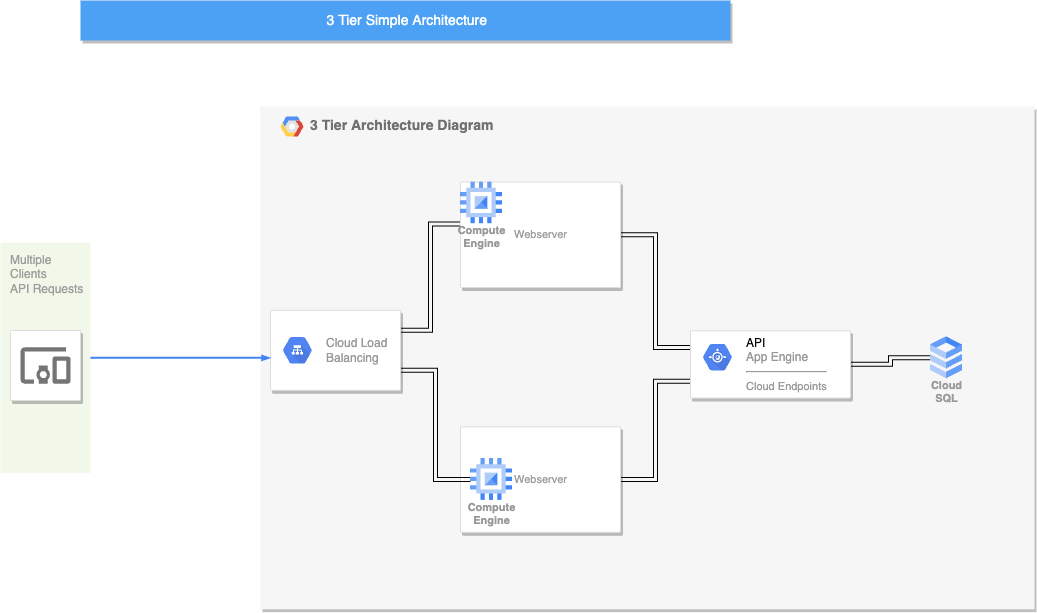 3 Tier Simple Architecture
3 Tier Architecture Diagram
Multiple
Clients
API Requests
Cloud Load
Balancing
Compute
Engine
Webserver
Compute
Engine
Webserver
API
App Engine
Cloud Endpoints
Cloud
SQL